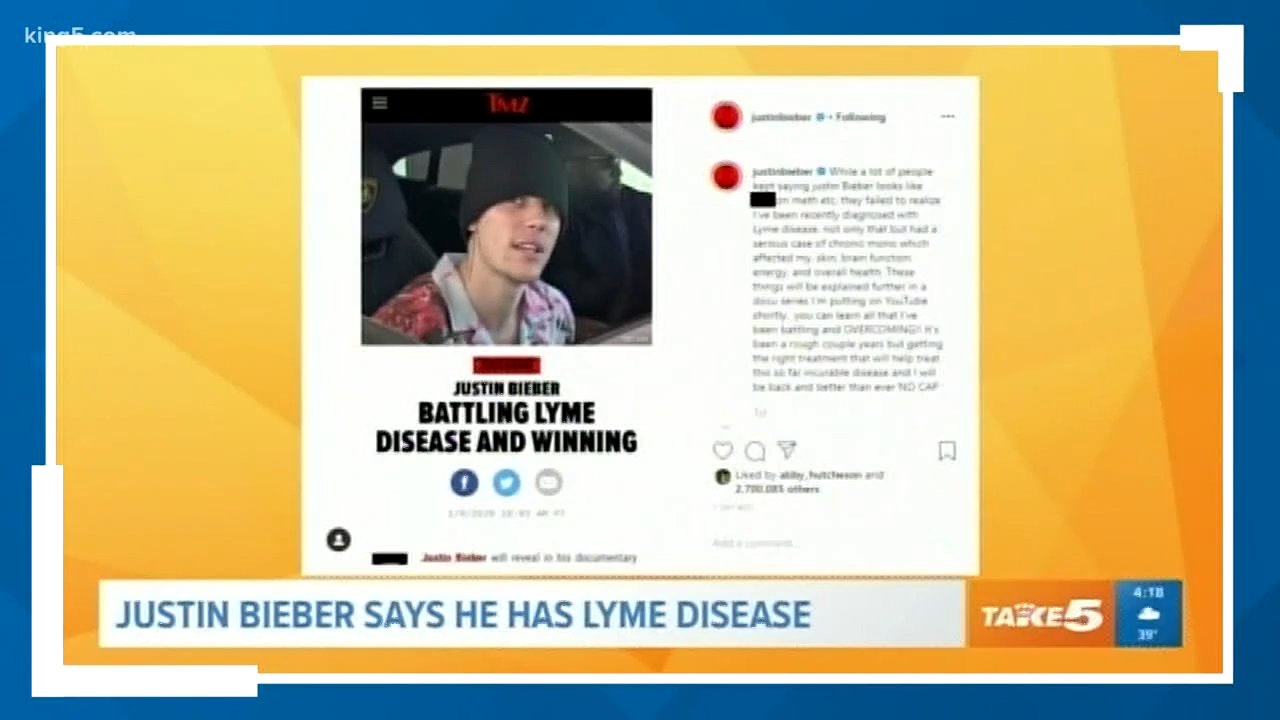 king5.com
TMZ
JUSTIN BIEBER
BATTLING LYME
DISEASE AND WINNING
Justin Bieber will reveal in his documentary
justinbieber • Following
justinbieber While a lot of people
kept saying justin Bieber looks like
on meth etc. they failed to realize
I've been recently diagnosed with
Lyme disease, not only that but had a
serious case of chronic mono which
affected my, skin, brain function,
energy, and overall health. These
things will be explained further in a
docu series I'm putting on YouTube
shortly.. you can learn all that I've
been battling and OVERCOMING!! It's
been a rough couple years but getting
the right treatment that will help treat
this so far incurable disease and I will
be back and better than ever NO CAP
Liked by abby_hutcheson and
others
Add a comment...
JUSTIN BIEBER SAYS HE HAS LYME DISEASE
TAKE 5
4:18
39°